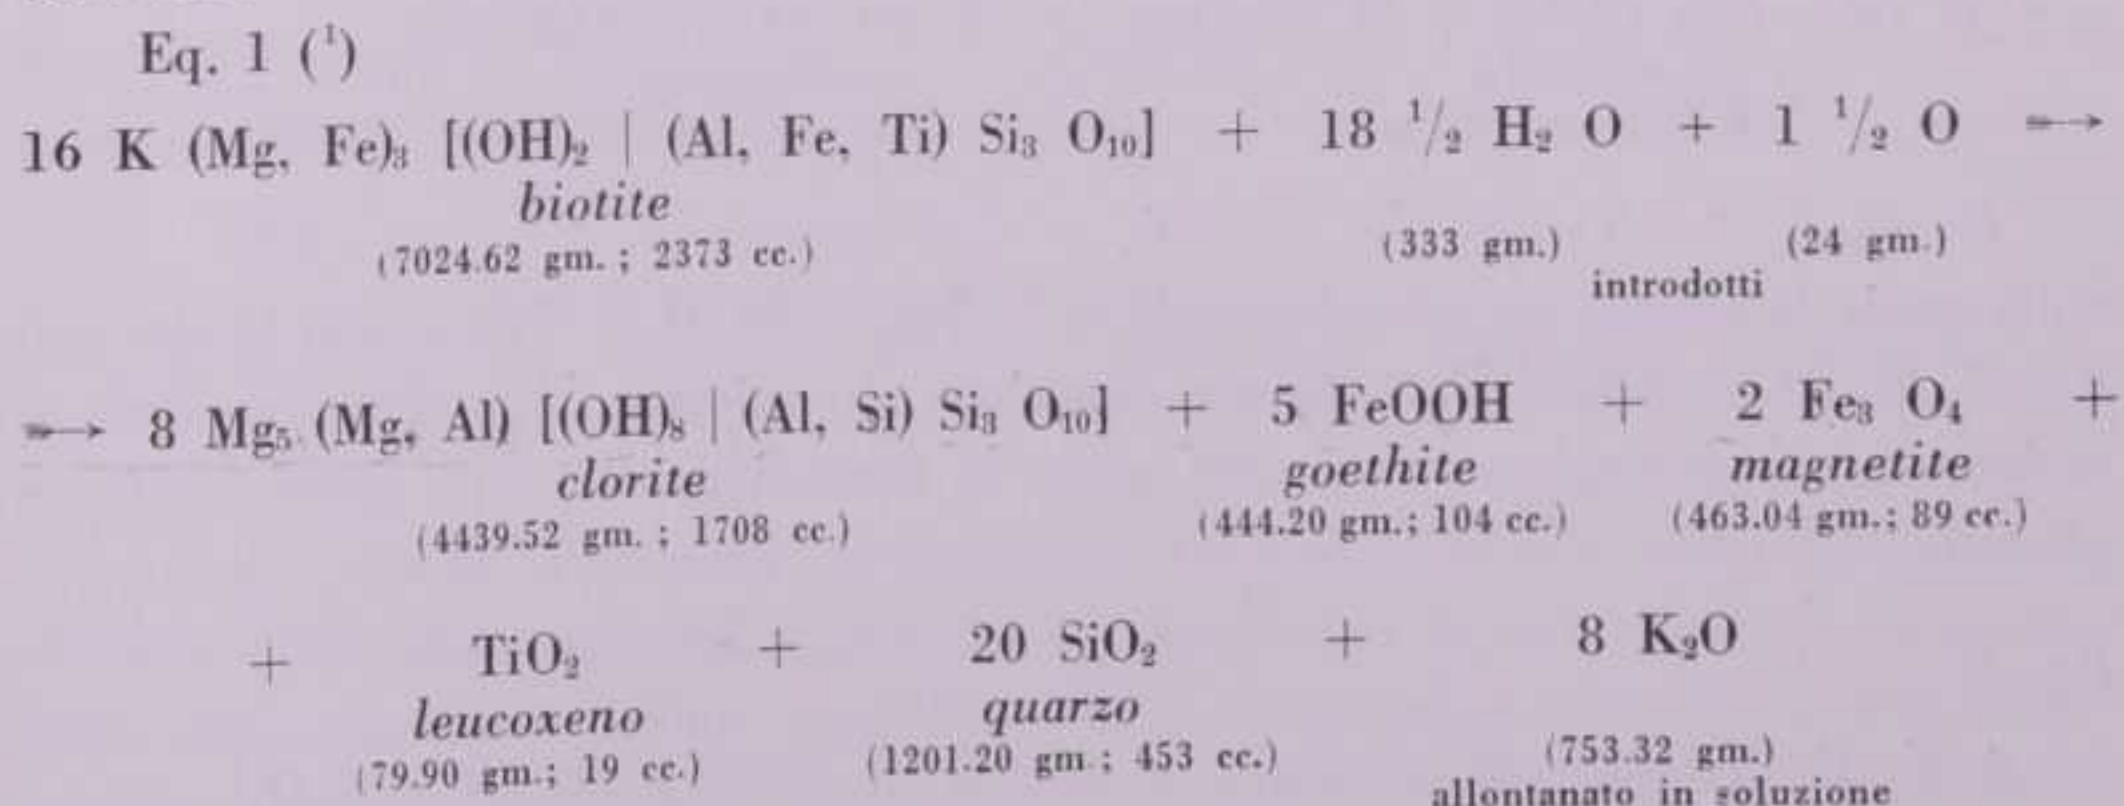 Eq. 1 (¹)
16 K (Mg, Fe)₃ [(OH)₂ | (Al, Fe, Ti) Si₃ O₁₀] + 18 ¹/₂ H₂ O + 1 ¹/₂ O ⟶
biotite
(7024.62 gm. ; 2373 cc.) (333 gm.) (24 gm.)
introdotti
⟶ 8 Mg₅ (Mg, Al) [(OH)₈ | (Al, Si) Si₃ O₁₀] + 5 FeOOH + 2 Fe₃ O₄ +
clorite goethite magnetite
(4439.52 gm. ; 1708 cc.) (444.20 gm.; 104 cc.) (463.04 gm.; 89 cc.)
+ TiO₂ + 20 SiO₂ + 8 K₂O
leucoxeno quarzo
(79.90 gm.; 19 cc.) (1201.20 gm ; 453 cc.) (753.32 gm.)
allontanato in soluzione